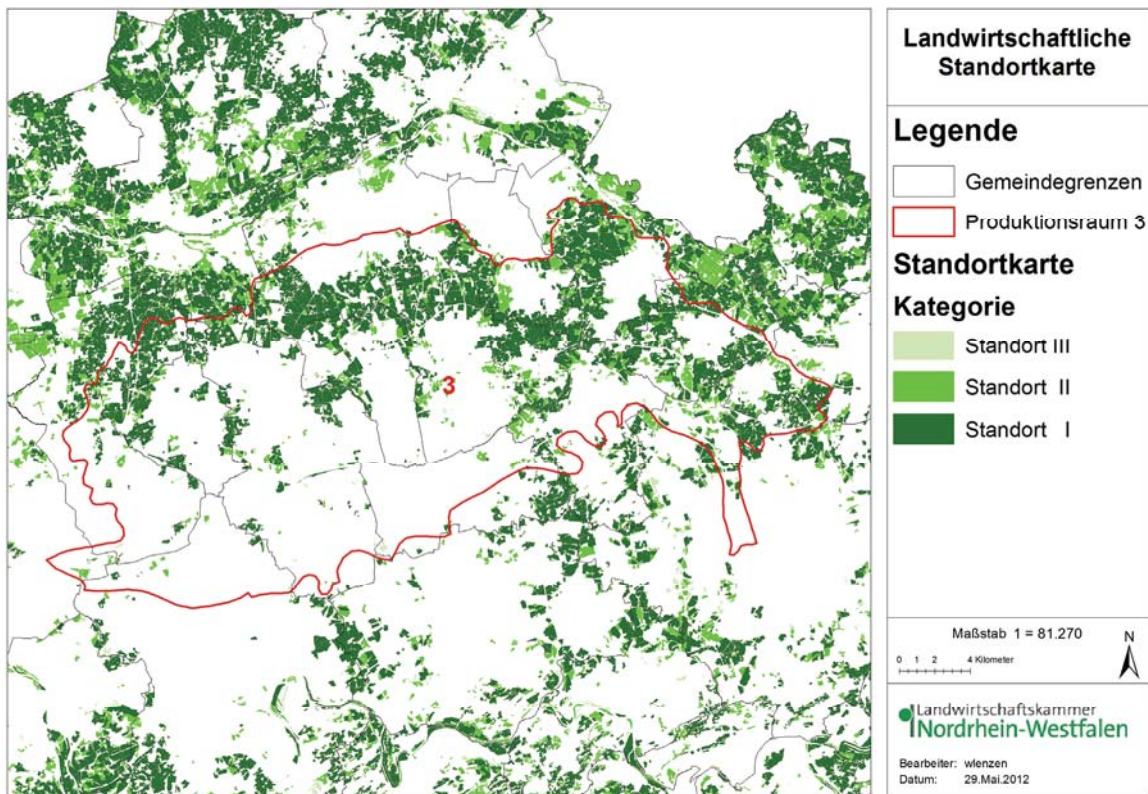 3
Landwirtschaftliche
Standortkarte
Legende
Gemeindegrenzen
Produktionsraum 3
Standortkarte
Kategorie
Standort III
Standort II
Standort I
Maßstab 1 = 81.270
N
0 1 2 4 Kilometer
Landwirtschaftskammer
Nordrhein-Westfalen
Bearbeiter: wlenzen
Datum: 29.Mai.2012